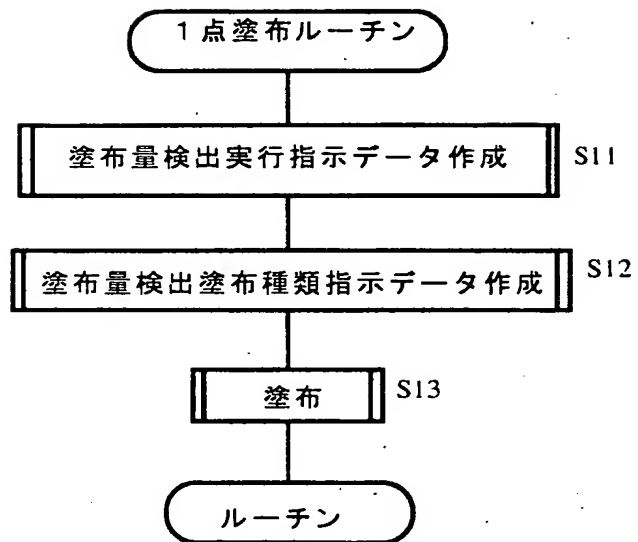 1点塗布ルーチン
塗布量検出実行指示データ作成 S11
塗布量検出塗布種類指示データ作成 S12
塗布 S13
ルーチン